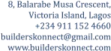 8, Balarabe Musa Crescent,
Victoria Island, Lagos
+234 911 152 4660
builderskonnect@gmail.com
www.builderskonnect.com